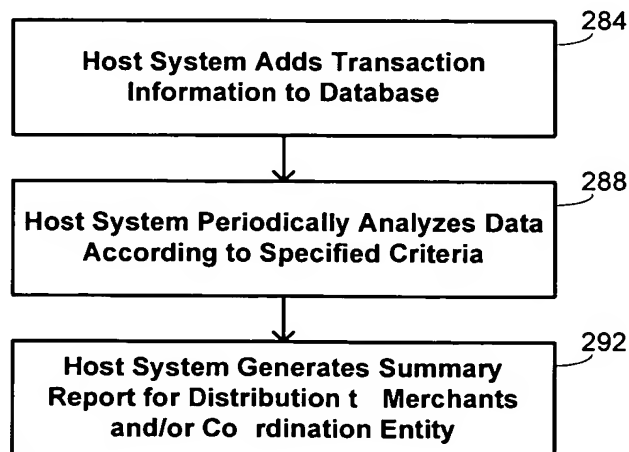 284
Host System Adds Transaction
Information to Database
288
Host System Periodically Analyzes Data
According to Specified Criteria
292
Host System Generates Summary
Report for Distribution t Merchants
and/or Co rdination Entity